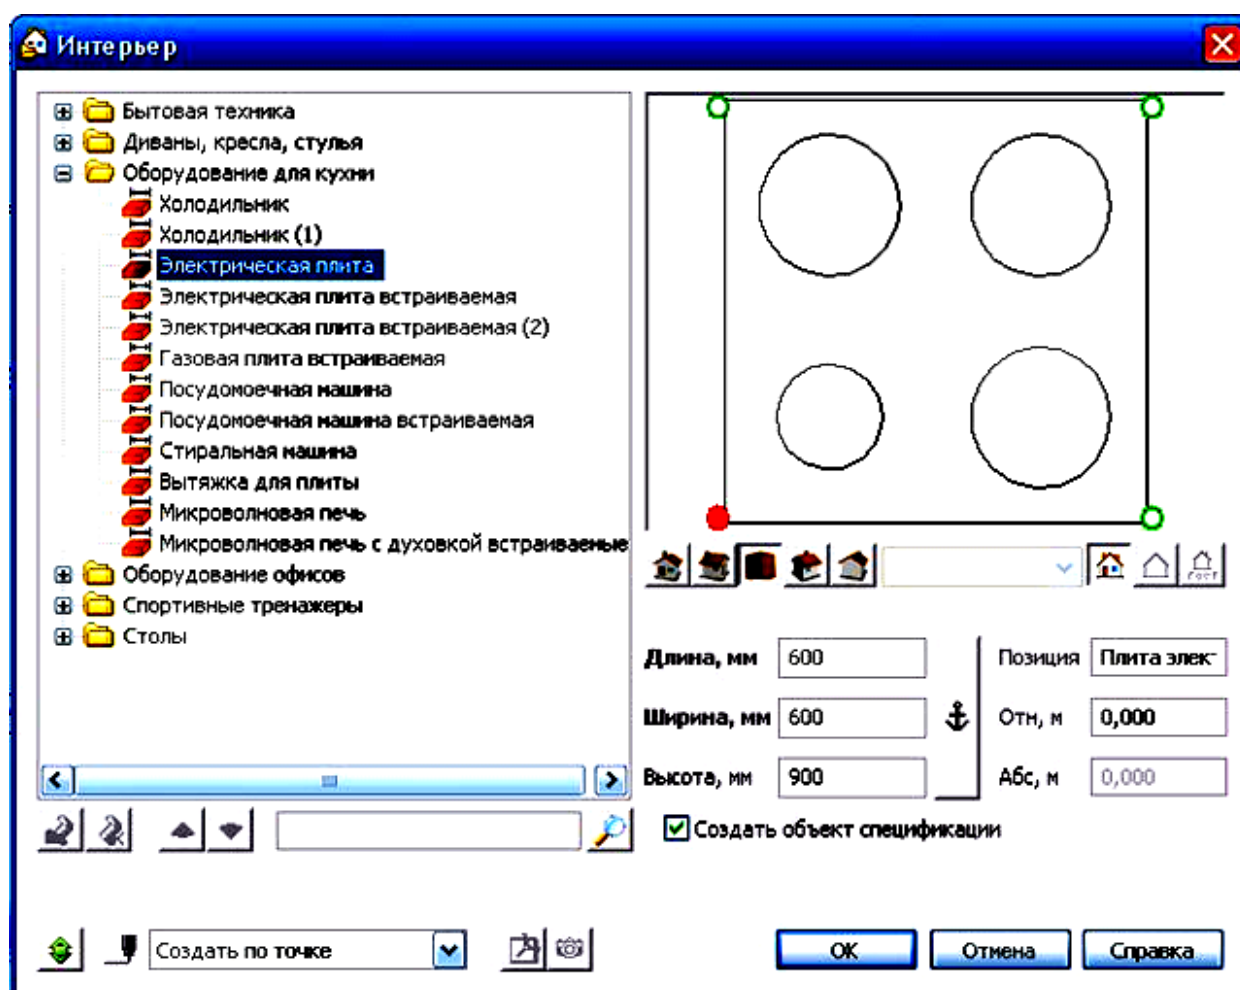 Интерьер
Бытовая техника
Диваны, кресла, стулья
Оборудование для кухни
Холодильник
Холодильник (1)
Электрическая плита
Электрическая плита встраиваемая
Электрическая плита встраиваемая (2)
Газовая плита встраиваемая
Посудомоечная машина
Посудомоечная машина встраиваемая
Стиральная машина
Вытяжка для плиты
Микроволновая печь
Микроволновая печь с духовкой встраиваемые
Оборудование офисов
Спортивные тренажеры
Столы
ГОСТ
Длина, мм 600 Позиция Плита элек
Ширина, мм 600 Отн, м 0,000
Высота, мм 900 Абс, м 0,000
Создать объект спецификации
Создать по точке
ОК Отмена Справка